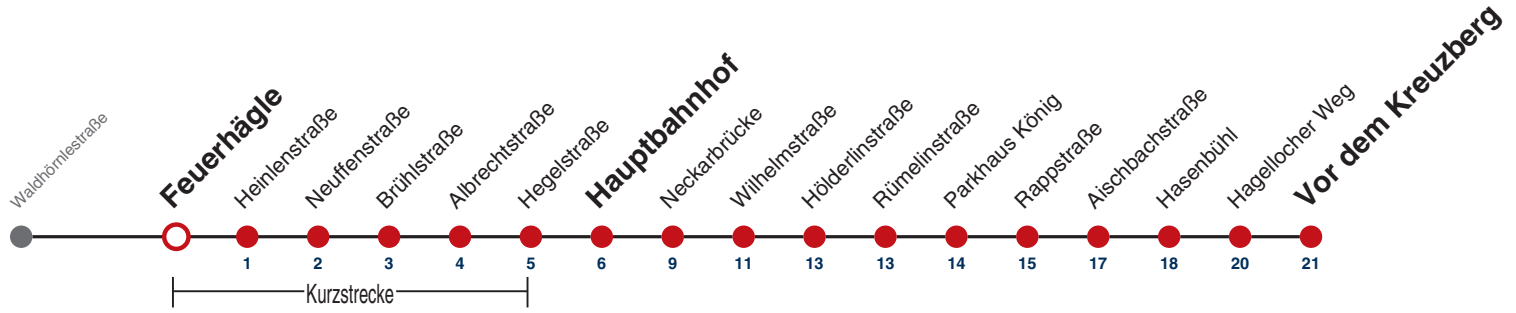 Waldhörnlestraße
Feuerhägle
Heinlenstraße
Neuffenstraße
Brühlstraße
Albrechtstraße
Hegelstraße
Hauptbahnhof
Neckarbrücke
Wilhelmstraße
Hölderlinstraße
Rümelinstraße
Parkhaus König
Rappstraße
Aischbachstraße
Hasenbühl
Hagellocher Weg
Vor dem Kreuzberg
1 2 3 4 5 6 9 11 13 13 14 15 17 18 20 21
Kurzstrecke